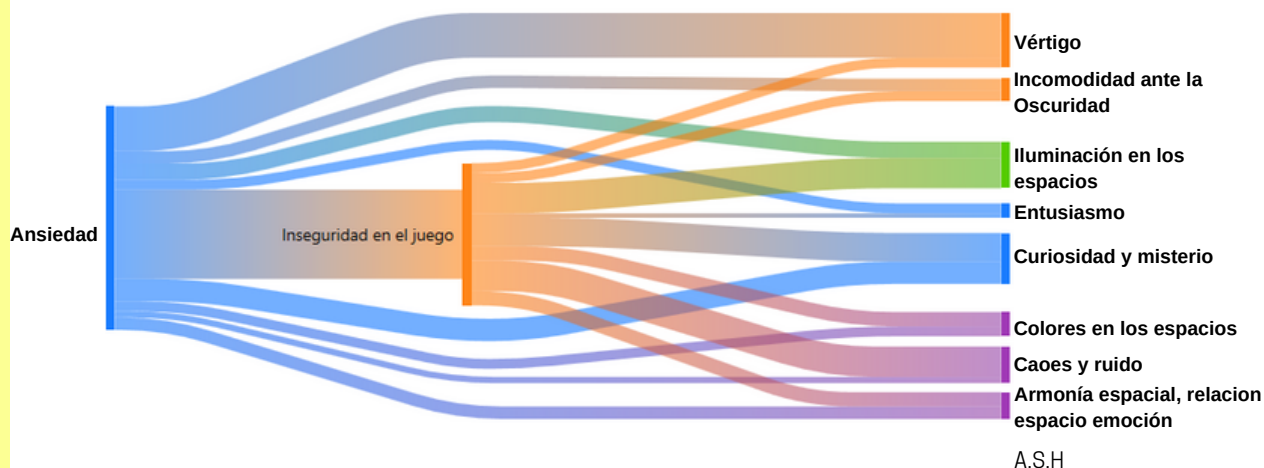 Vértigo
Incomodidad ante la
Oscuridad
Iluminación en los
espacios
Entusiasmo
Ansiedad
Inseguridad en el juego
Curiosidad y misterio
Colores en los espacios
Caoes y ruido
Armonía espacial, relacion
espacio emoción
A.S.H